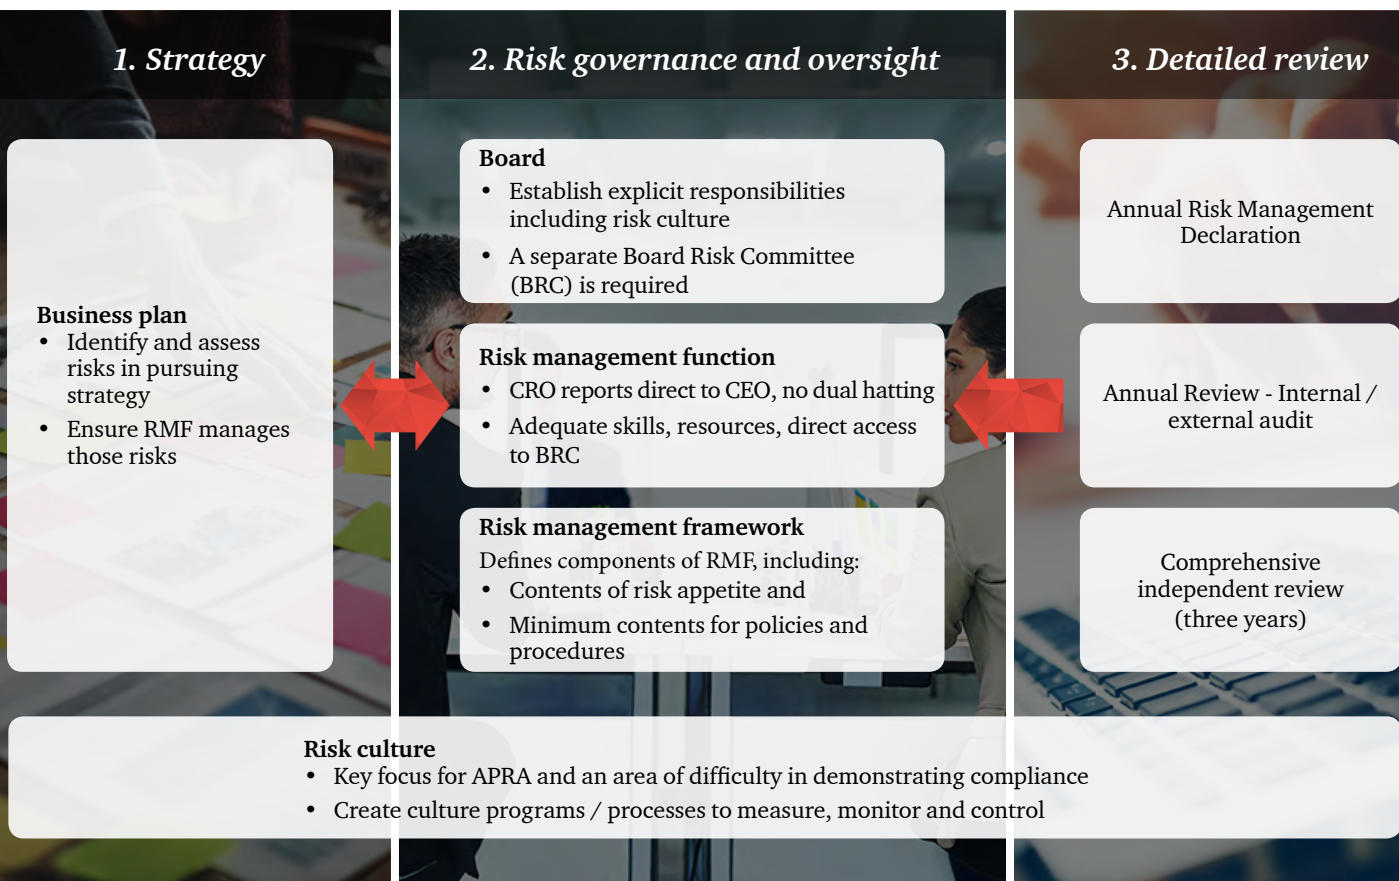 1. Strategy
2. Risk governance and oversight
3. Detailed review
Business plan
• Identify and assess
risks in pursuing
strategy
• Ensure RMF manages
those risks
Board
• Establish explicit responsibilities
including risk culture
• A separate Board Risk Committee
(BRC) is required
Risk management function
• CRO reports direct to CEO, no dual hatting
• Adequate skills, resources, direct access
to BRC
Risk management framework
Defines components of RMF, including:
• Contents of risk appetite and
• Minimum contents for policies and
procedures
Annual Risk Management
Declaration
Annual Review - Internal /
external audit
Comprehensive
independent review
(three years)
Risk culture
• Key focus for APRA and an area of difficulty in demonstrating compliance
• Create culture programs / processes to measure, monitor and control